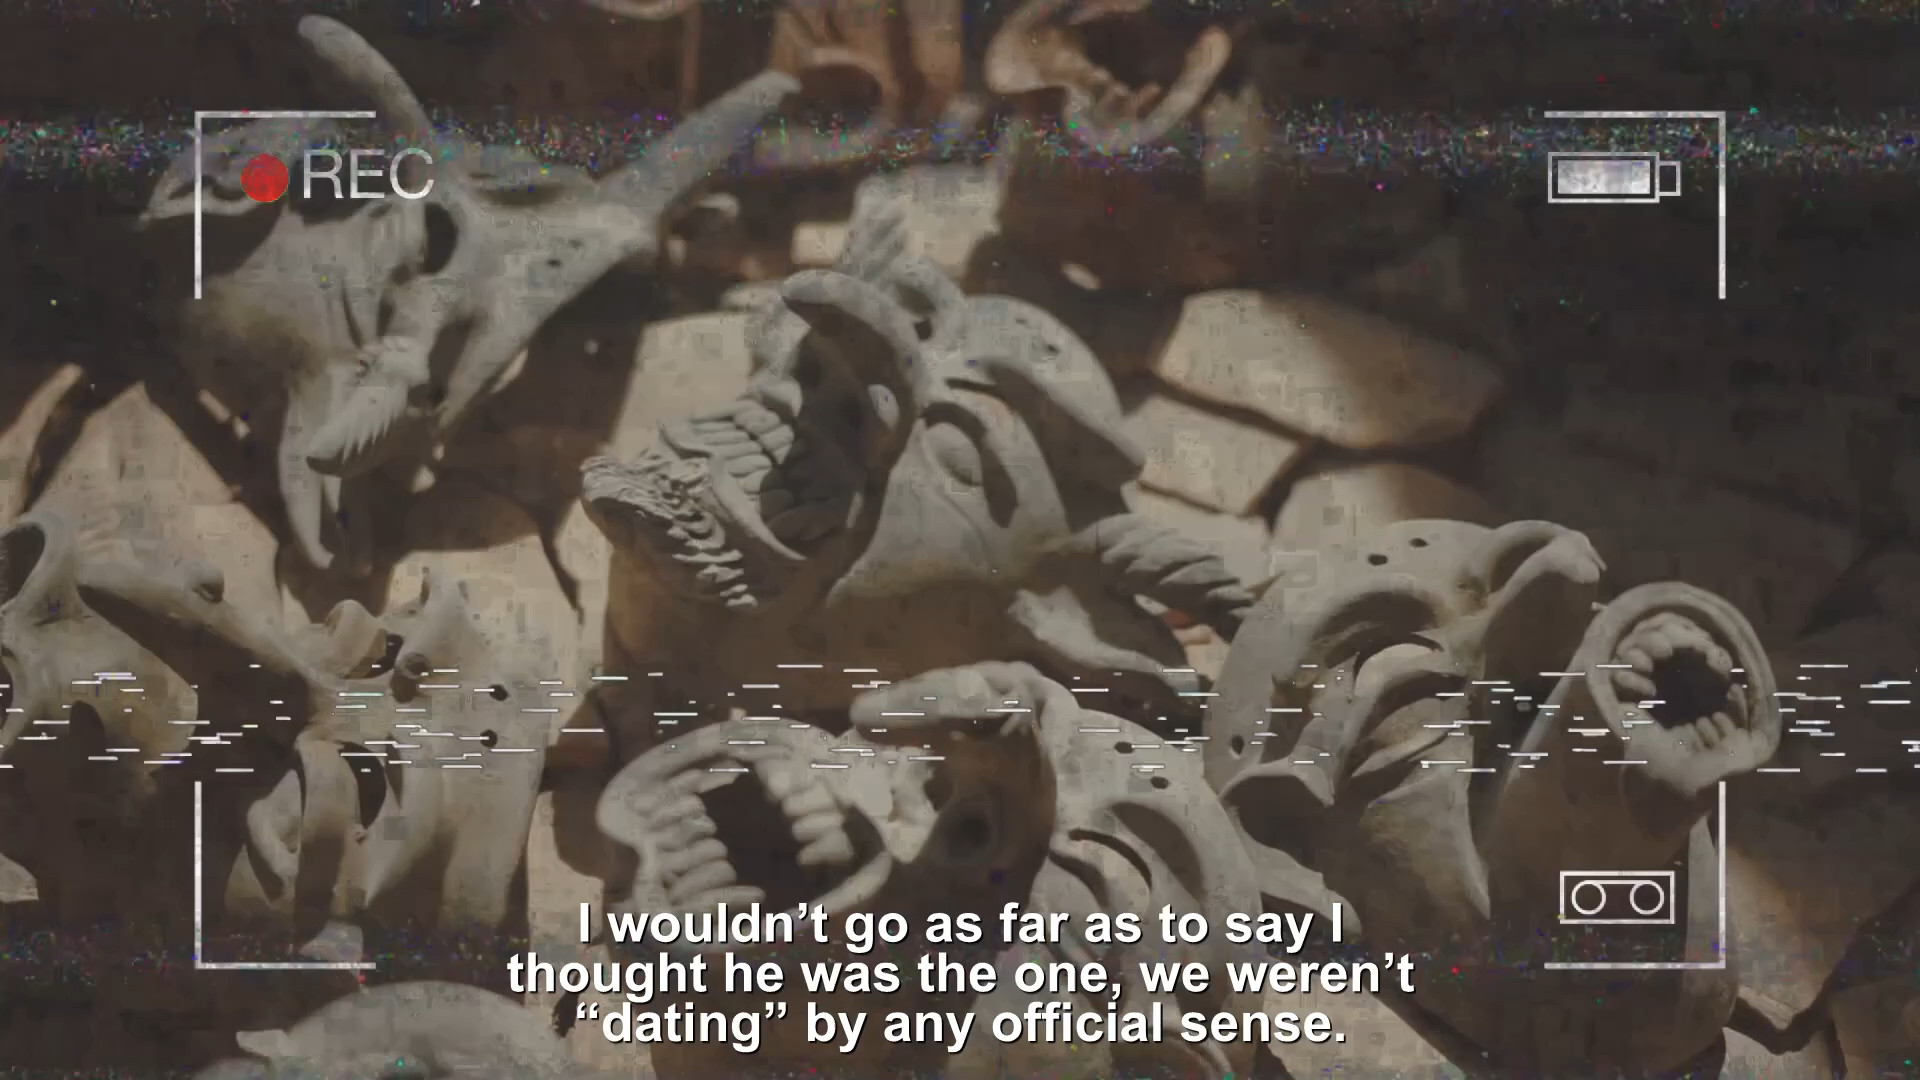 REC
I wouldn’t go as far as to say I
thought he was the one, we weren’t
“dating” by any official sense.